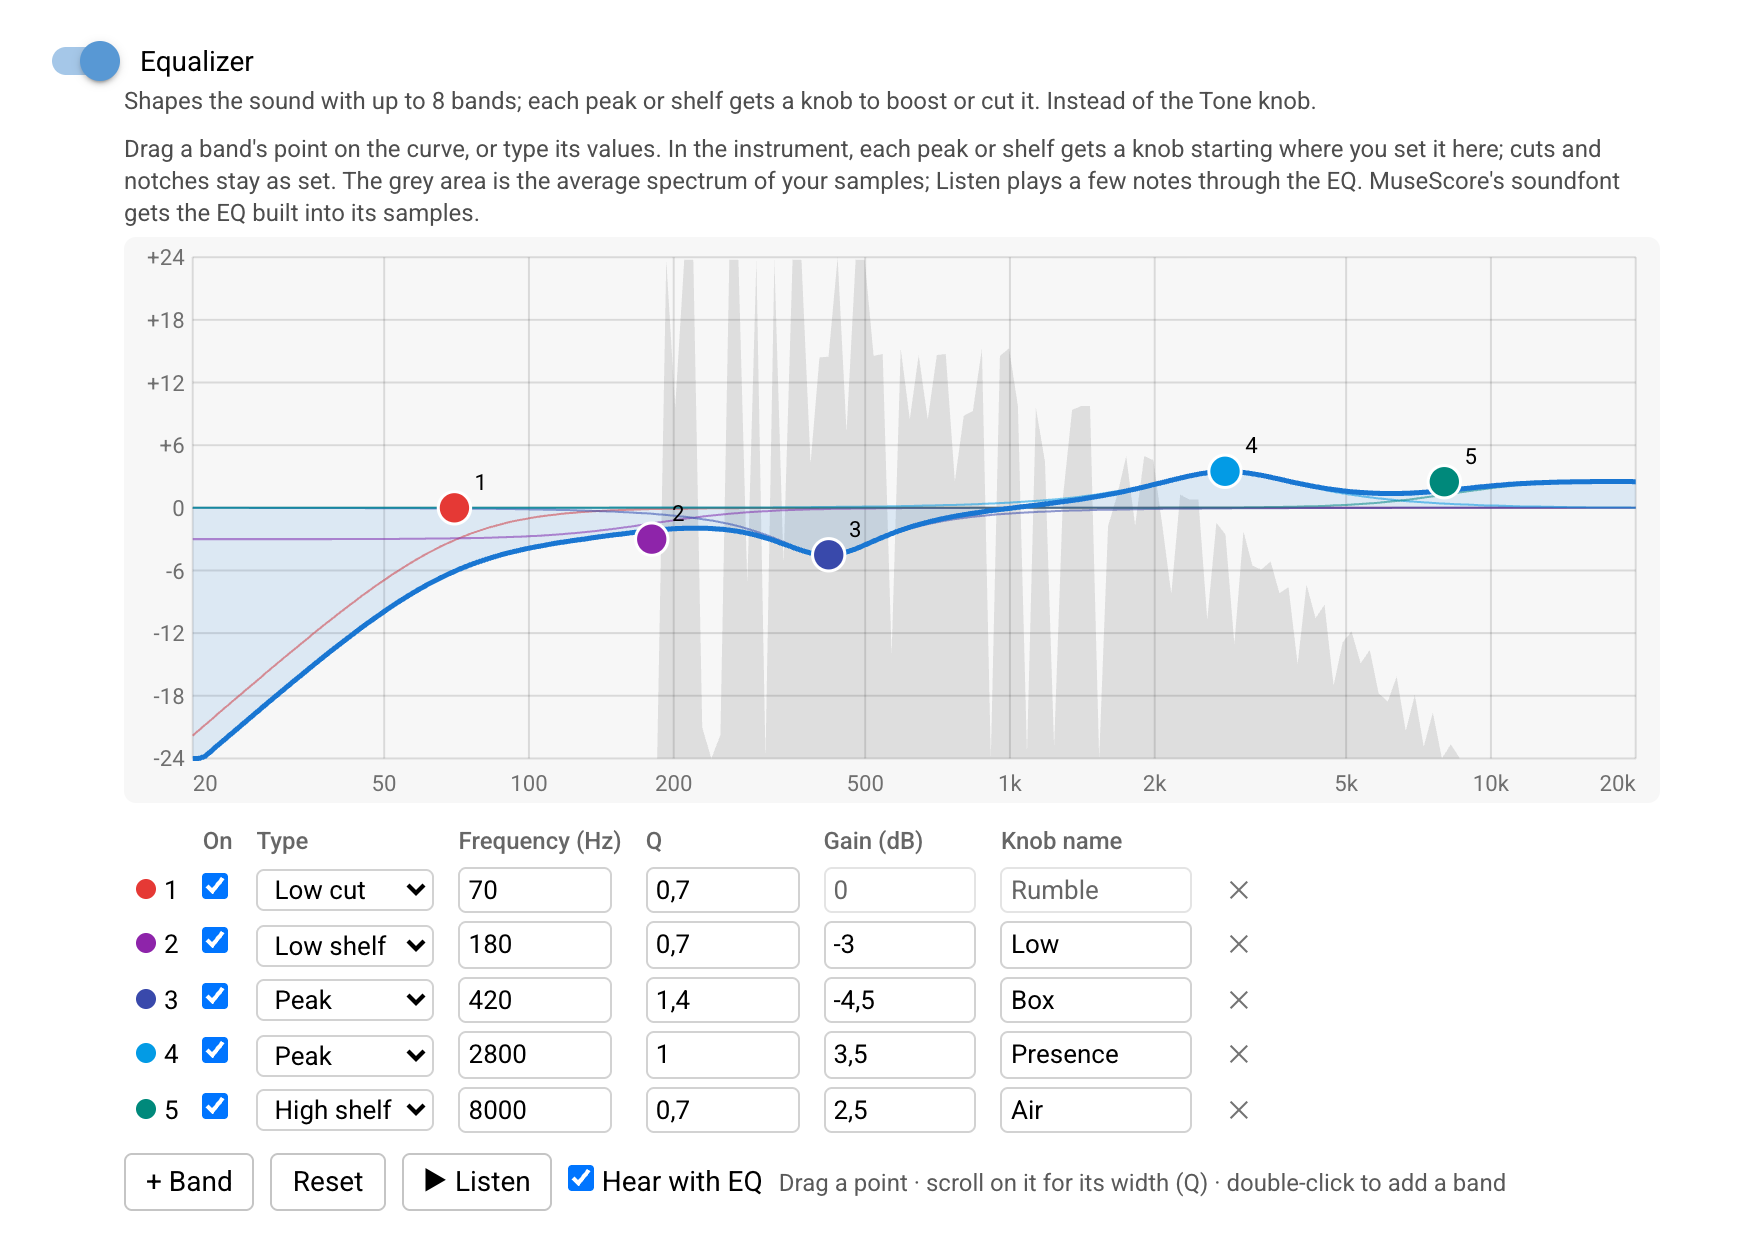 Equalizer
Shapes the sound with up to 8 bands; each peak or shelf gets a knob to boost or cut it. Instead of the Tone knob.
Drag a band's point on the curve, or type its values. In the instrument, each peak or shelf gets a knob starting where you set it here; cuts and
notches stay as set. The grey area is the average spectrum of your samples; Listen plays a few notes through the EQ. MuseScore's soundfont
gets the EQ built into its samples.
+24
+18
+12
+6
0
-6
-12
-18
-24
1
2
3
4
5
20 50 100 200 500 1k 2k 5k 10k 20k
On Type Frequency (Hz) Q Gain (dB) Knob name
1 Low cut 70 0,7 0 Rumble
2 Low shelf 180 0,7 -3 Low
3 Peak 420 1,4 -4,5 Box
4 Peak 2800 1 3,5 Presence
5 High shelf 8000 0,7 2,5 Air
+ Band Reset ▶ Listen Hear with EQ Drag a point · scroll on it for its width (Q) · double-click to add a band